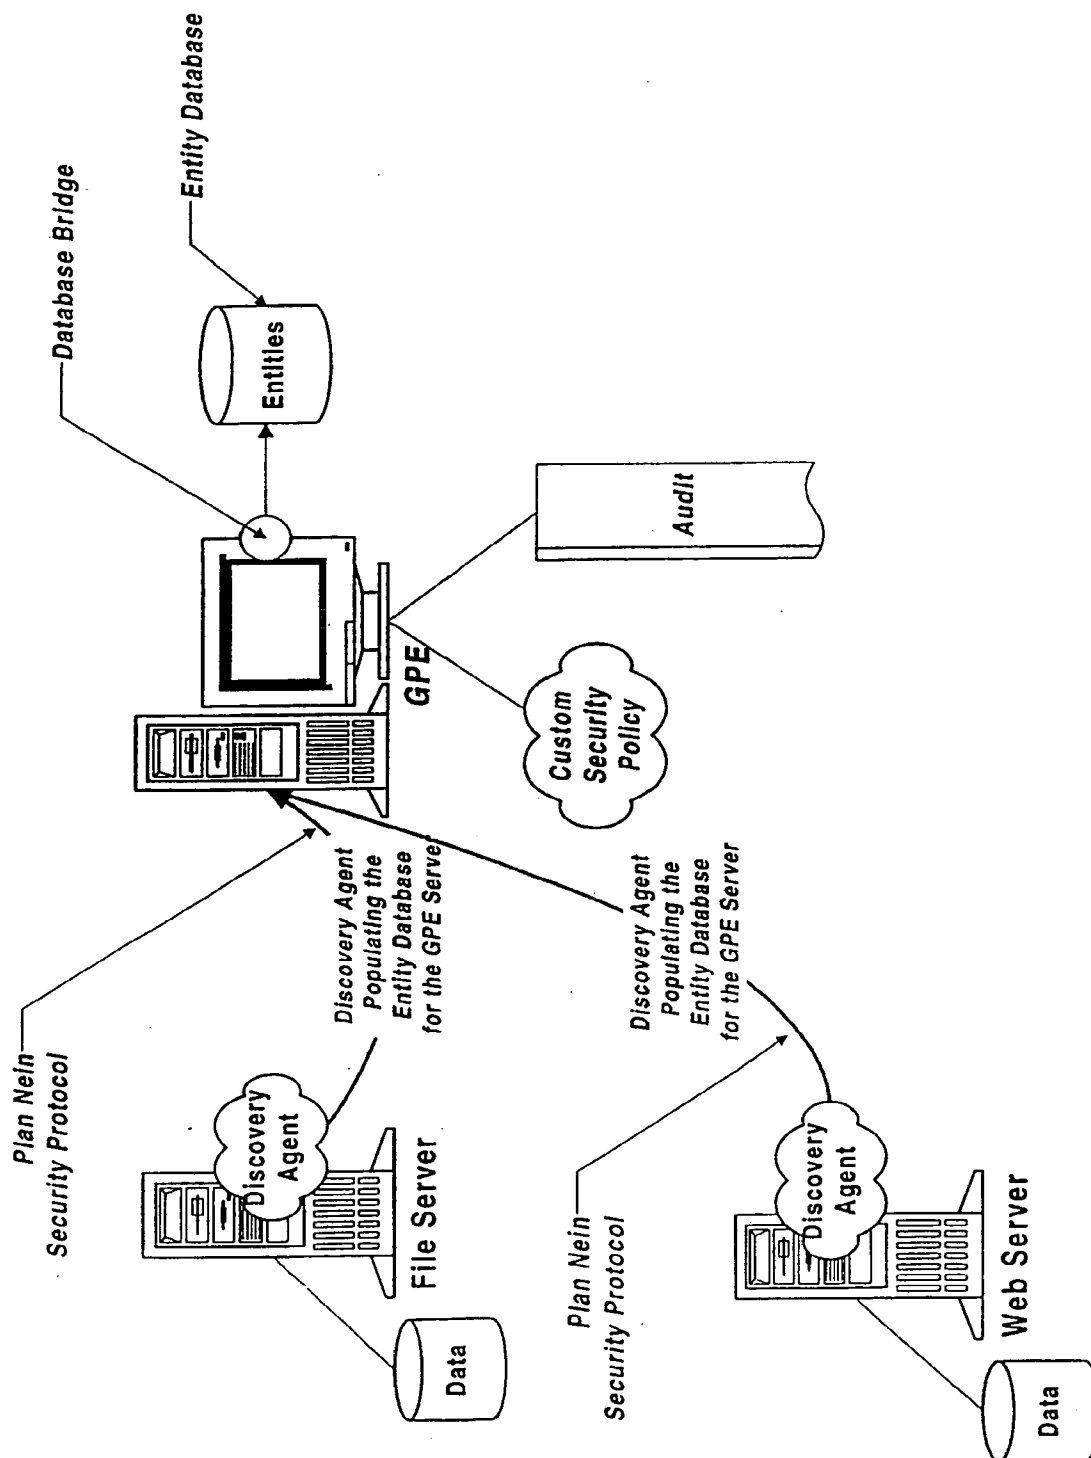 Plan Nein
Security Protocol
Database Bridge
Entity Database
Entities
GPE
Discovery Agent
Populating the
Entity Database
for the GPE Server
Discovery
Agent
File Server
Data
Custom
Security
Policy
Audit
Discovery Agent
Populating the
Entity Database
for the GPE Server
Plan Nein
Security Protocol
Discovery
Agent
Web Server
Data